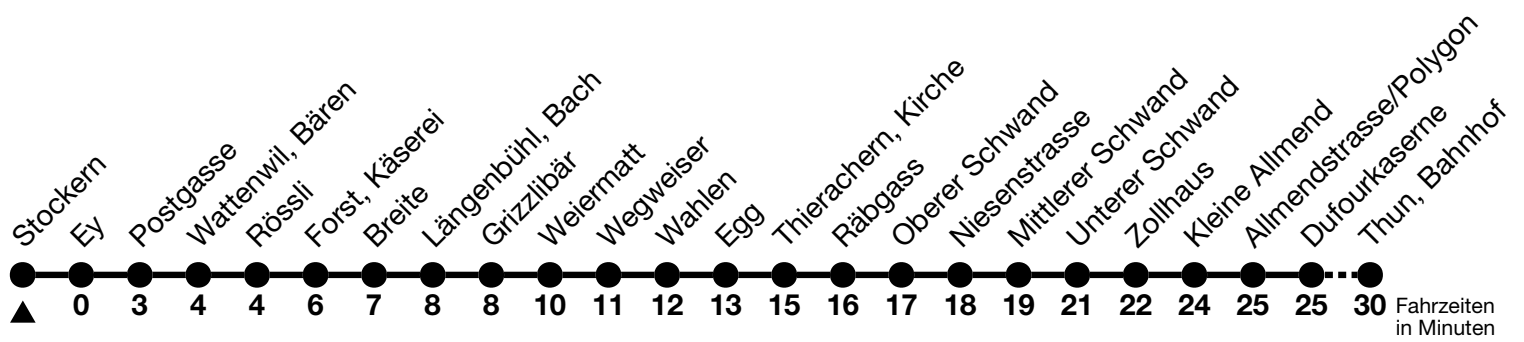 Stockern
Ey
Postgasse
Wattenwil, Bären
Rössli
Forst, Käserei
Breite
Längenbühl, Bach
Grizzlibär
Weiermatt
Wegweiser
Wahlen
Egg
Thierachern, Kirche
Räbgass
Oberer Schwand
Niesenstrasse
Mittlerer Schwand
Unterer Schwand
Zollhaus
Kleine Allmend
Allmendstrasse/Polygon
Dufourkaserne
Thun, Bahnhof
0 3 4 4 6 7 8 8 10 11 12 13 15 16 17 18 19 21 22 24 25 25 30
Fahrzeiten
in Minuten